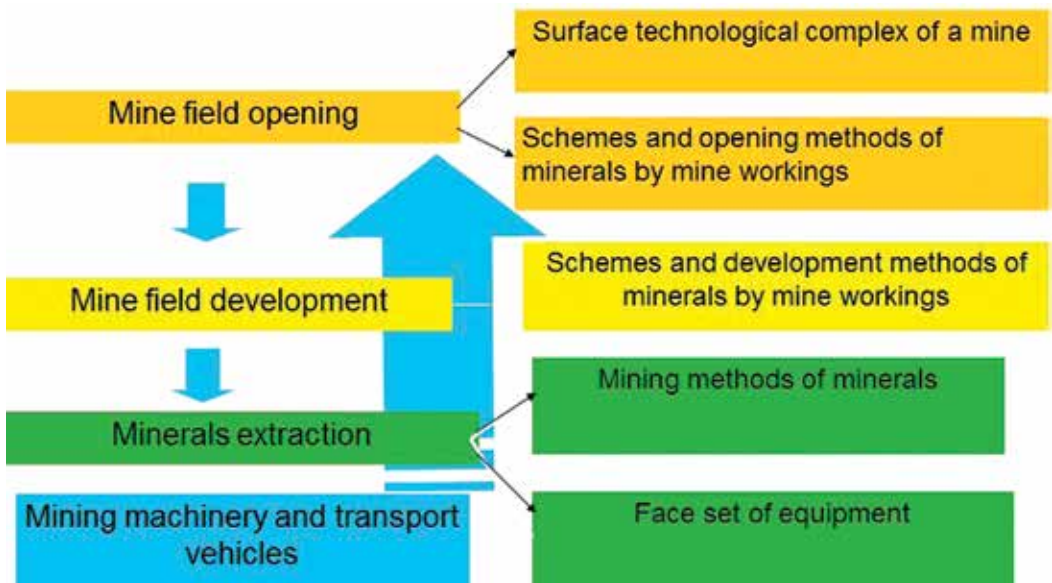 Surface technological complex of a mine
Mine field opening
Schemes and opening methods of
minerals by mine workings
Schemes and development methods of
minerals by mine workings
Mine field development
Mining methods of minerals
Minerals extraction
Mining machinery and transport
vehicles
Face set of equipment